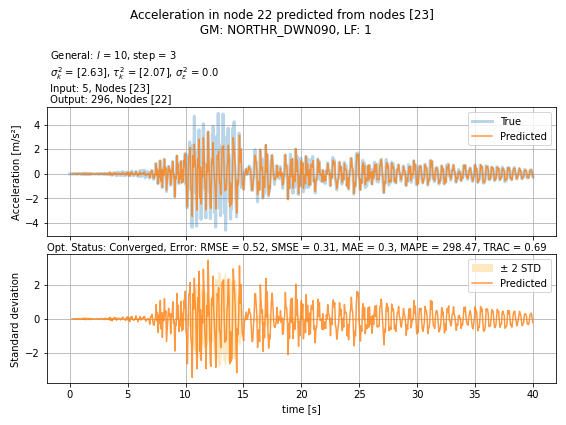 Acceleration in node 22 predicted from nodes [23]
GM: NORTHR_DWN090, LF: 1
General: l = 10, step = 3
σ²ₖ = [2.63], τ²ₖ = [2.07], σ²ε = 0.0
Input: 5, Nodes [23]
Output: 296, Nodes [22]
True
Predicted
Acceleration [m/s²]
4
2
0
−2
−4
Opt. Status: Converged, Error: RMSE = 0.52, SMSE = 0.31, MAE = 0.3, MAPE = 298.47, TRAC = 0.69
± 2 STD
Predicted
Standard deviation
2
0
−2
0 5 10 15 20 25 30 35 40
time [s]